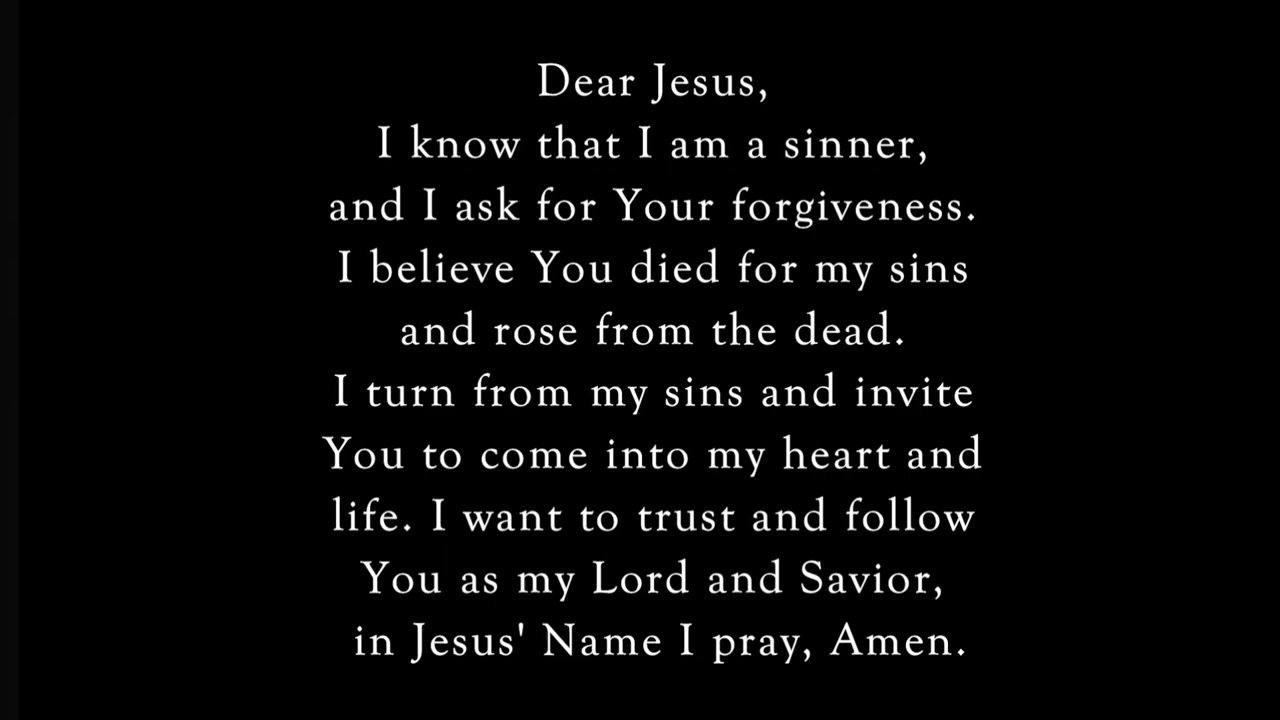 Dear Jesus,
I know that I am a sinner,
and I ask for Your forgiveness.
I believe You died for my sins
and rose from the dead.
I turn from my sins and invite
You to come into my heart and
life. I want to trust and follow
You as my Lord and Savior,
in Jesus' Name I pray, Amen.